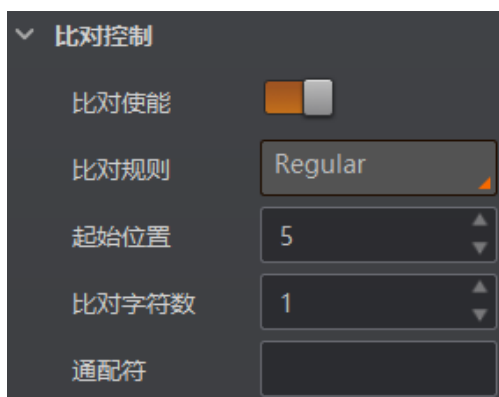 比对控制
比对使能
比对规则 Regular
起始位置 5
比对字符数 1
通配符